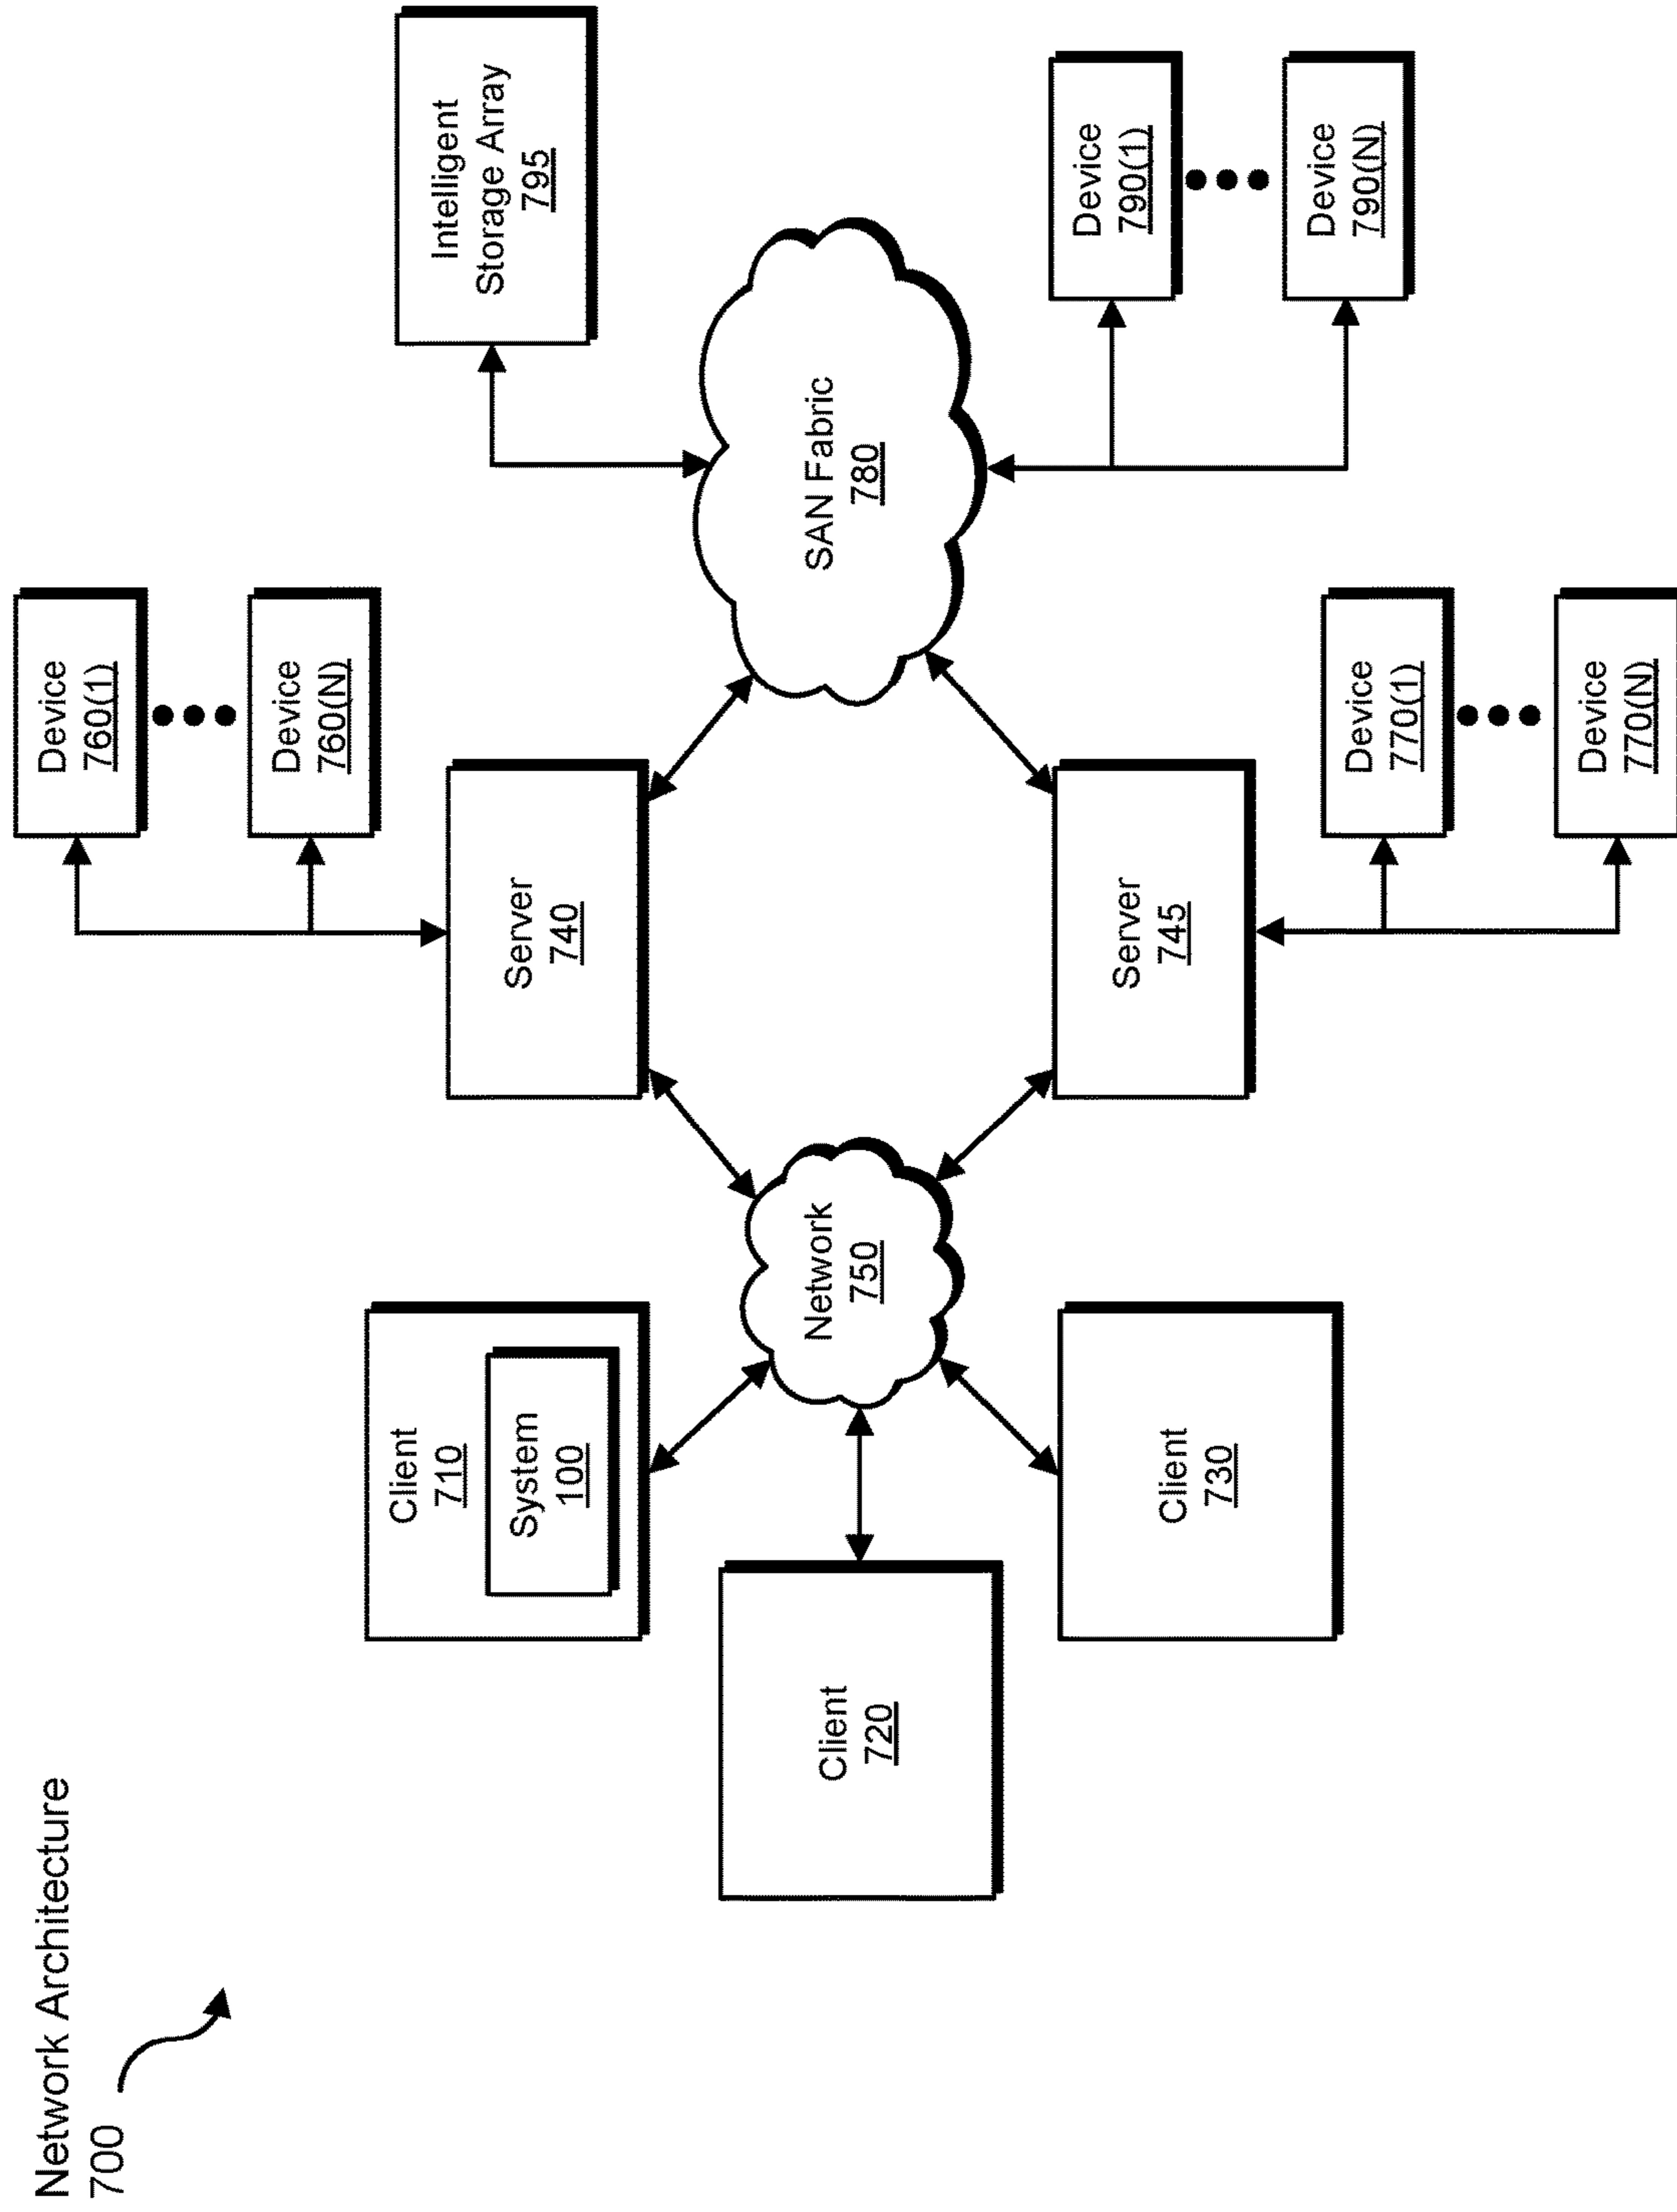 Network Architecture
700
Client
710
System
100
Client
720
Client
730
Network
750
Server
740
Server
745
Device
760(1)
Device
760(N)
Device
770(1)
Device
770(N)
SAN Fabric
780
Intelligent
Storage Array
795
Device
790(1)
Device
790(N)